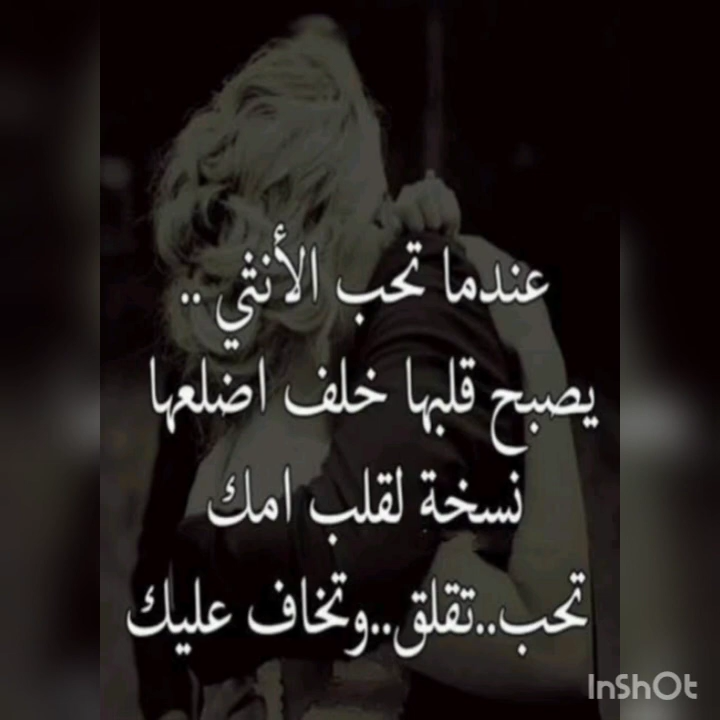 عندما تحب الأنثي ..
يصبح قلبها خلف اضلعها
نسخة لقلب امك
تحب..تقلق..وتخاف عليك
InShOt